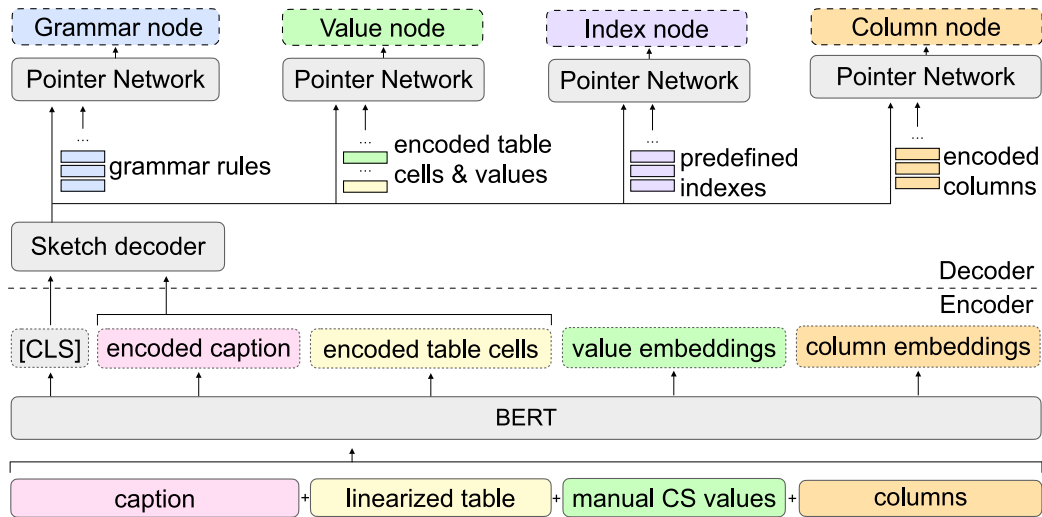 Grammar node
Value node
Index node
Column node
Pointer Network
Pointer Network
Pointer Network
Pointer Network
...
grammar rules
...
encoded table
...
cells & values
...
predefined
indexes
...
encoded
columns
Sketch decoder
Decoder
Encoder
[CLS]
encoded caption
encoded table cells
value embeddings
column embeddings
BERT
caption + linearized table + manual CS values + columns